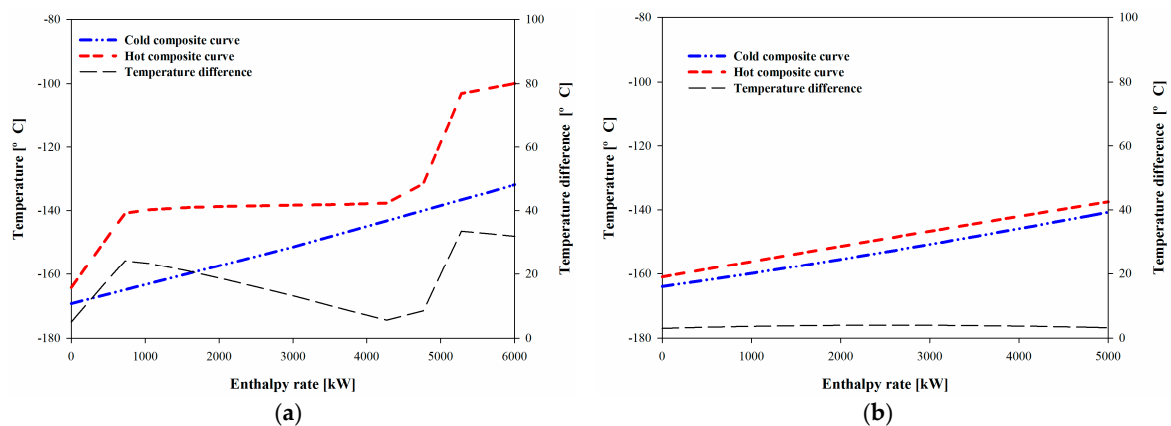 -80
-100
-120
-140
-160
-180
100
80
60
40
20
0
Temperature [º C]
Temperature difference [º C]
Cold composite curve
Hot composite curve
Temperature difference
0 1000 2000 3000 4000 5000 6000
Enthalpy rate [kW]
(a)
-80
-100
-120
-140
-160
-180
100
80
60
40
20
0
Temperature [º C]
Temperature difference [º C]
Cold composite curve
Hot composite curve
Temperature difference
0 1000 2000 3000 4000 5000
Enthalpy rate [kW]
(b)